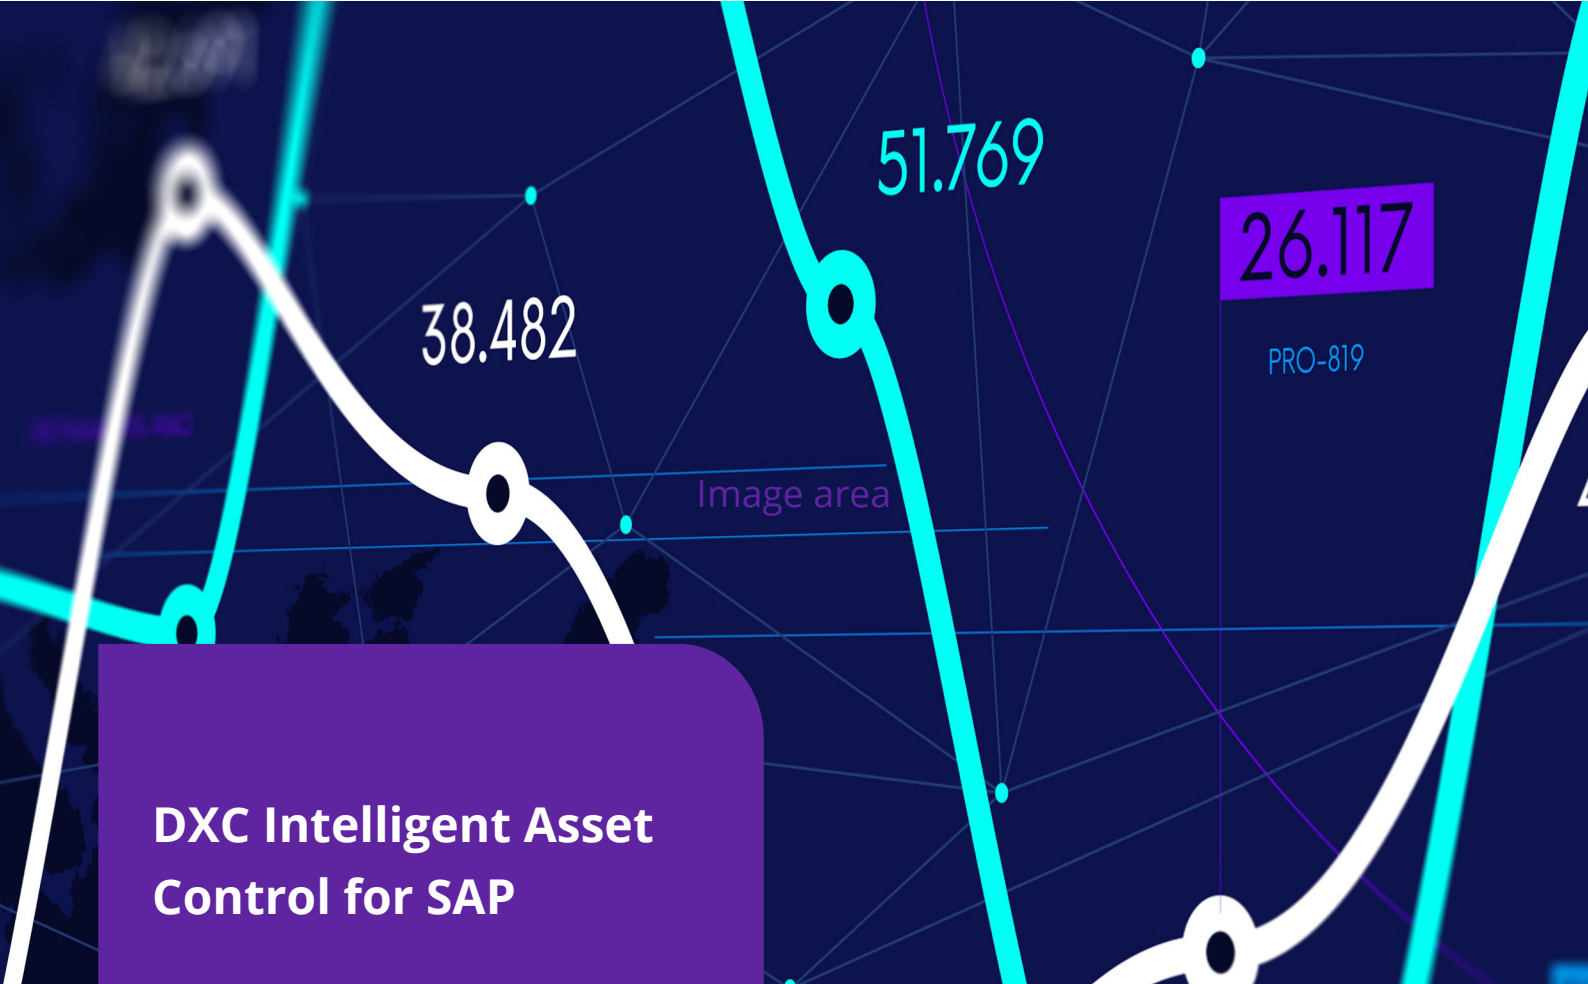 51.769
26.117
38.482
PRO-819
Image area
DXC Intelligent Asset
Control for SAP